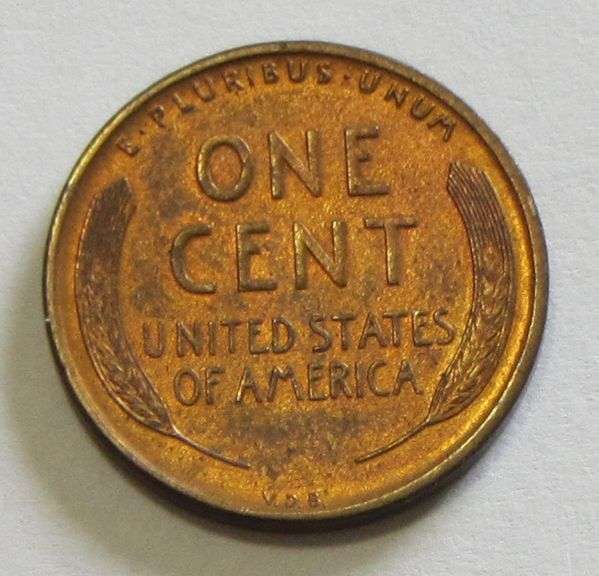 E·PLURIBUS·UNUM
ONE
CENT
UNITED STATES
OF AMERICA
V.D.B.